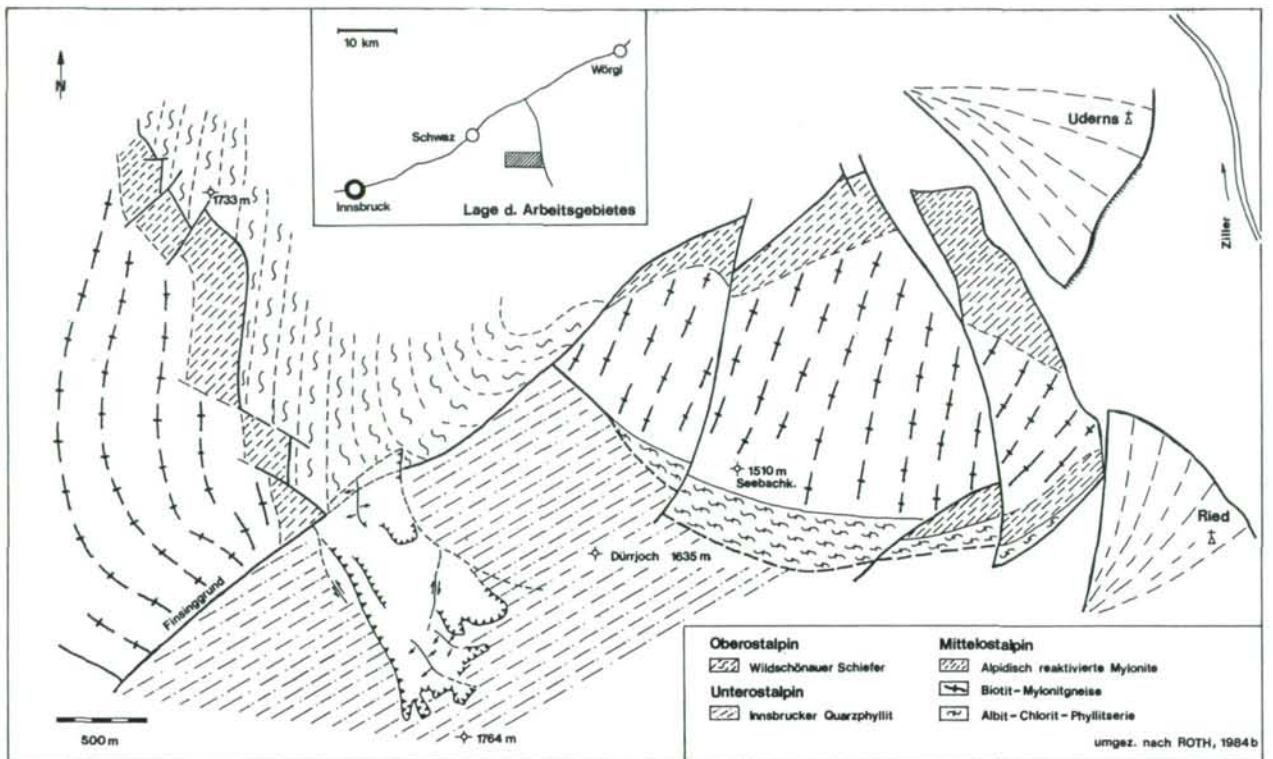 N
10 km
Wörgl
Schwaz
Innsbruck
Lage d. Arbeitsgebietes
Uderns
Ziller
1733 m
1510 m
Seebachk.
Ried
Dürrjoch 1635 m
Finsinggrund
1764 m
500 m
Oberostalpin
Wildschönauer Schiefer
Unterostalpin
Innsbrucker Quarzphyllit
Mittelostalpin
Alpidisch reaktivierte Mylonite
Biotit-Mylonitgneise
Albit-Chlorit-Phyllitserie
umgez. nach ROTH, 1984b